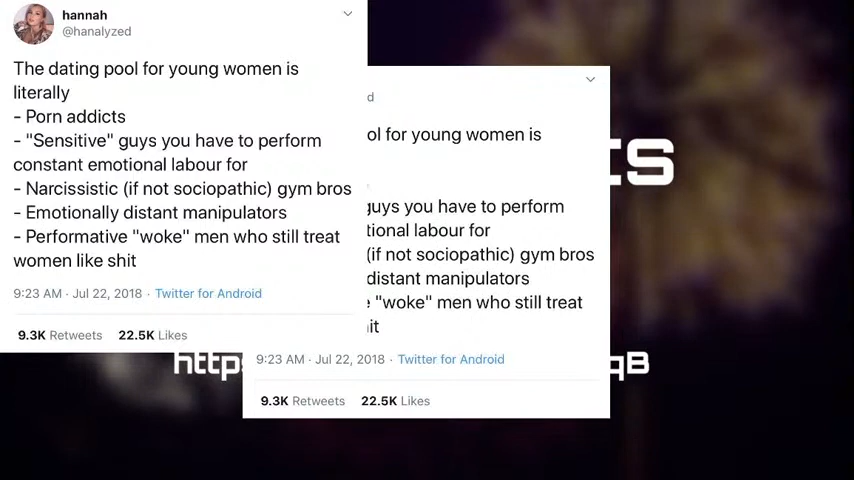 hannah
@hanalyzed
The dating pool for young women is
literally
- Porn addicts
- "Sensitive" guys you have to perform
constant emotional labour for
- Narcissistic (if not sociopathic) gym bros
- Emotionally distant manipulators
- Performative "woke" men who still treat
women like shit
9:23 AM · Jul 22, 2018 · Twitter for Android
9.3K Retweets 22.5K Likes
d
ol for young women is
guys you have to perform
tional labour for
(if not sociopathic) gym bros
distant manipulators
e "woke" men who still treat
it
9:23 AM · Jul 22, 2018 · Twitter for Android
9.3K Retweets 22.5K Likes
IS
http
qB